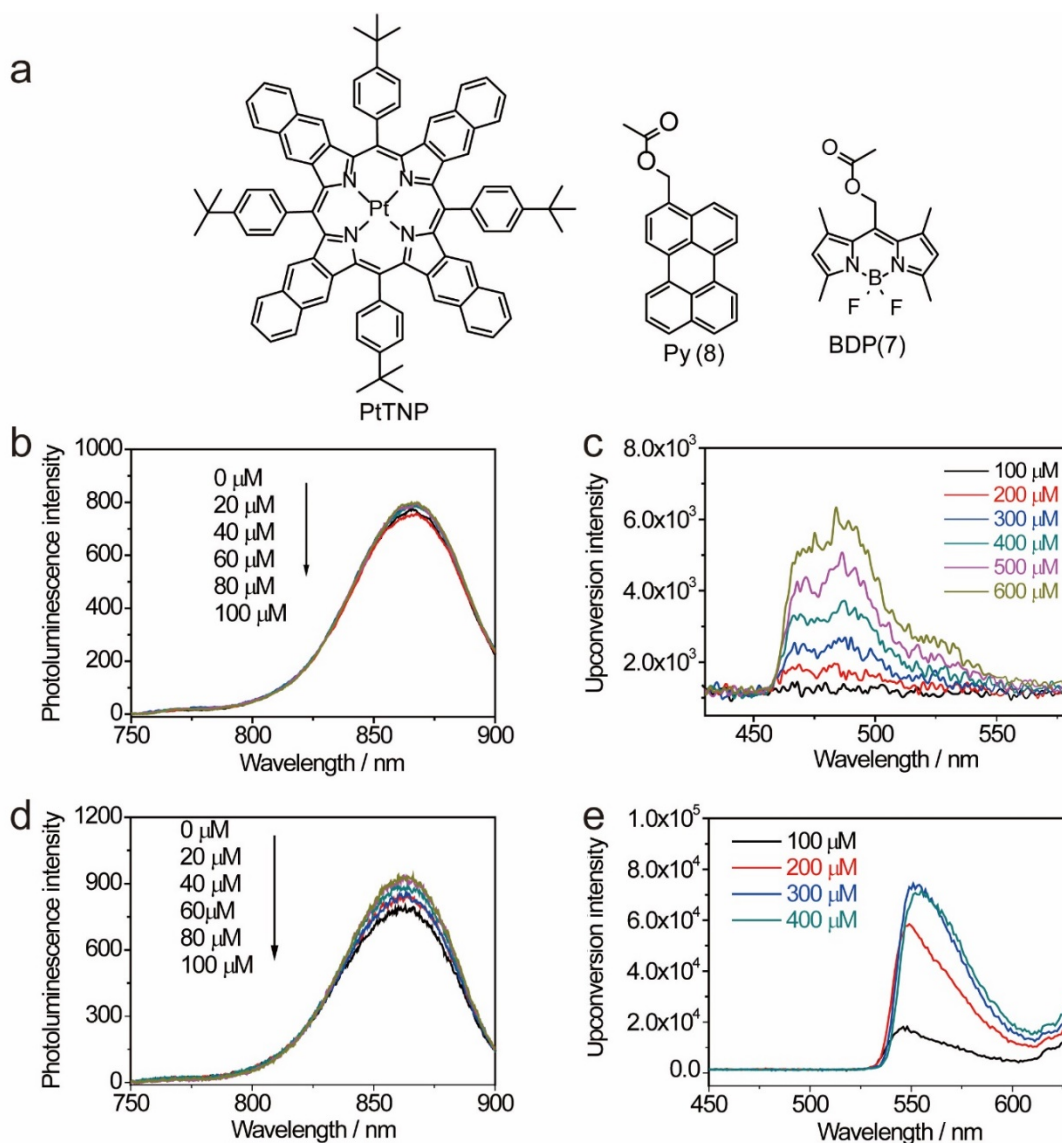 a
N
N
Pt
N
N
PtTNP
O
O
Py (8)
O
O
N
N
B
F
F
BDP(7)
b
Photoluminescence intensity
1000
800
600
400
200
0
0 μM
20 μM
40 μM
60 μM
80 μM
100 μM
750
800
850
900
Wavelength / nm
c
Upconversion intensity
8.0x10³
6.0x10³
4.0x10³
2.0x10³
100 μM
200 μM
300 μM
400 μM
500 μM
600 μM
450
500
550
Wavelength / nm
d
Photoluminescence intensity
1200
900
600
300
0
0 μM
20 μM
40 μM
60μM
80 μM
100 μM
750
800
850
900
Wavelength / nm
e
Upconversion intensity
1.0x10⁵
8.0x10⁴
6.0x10⁴
4.0x10⁴
2.0x10⁴
0.0
100 μM
200 μM
300 μM
400 μM
450
500
550
600
Wavelength / nm